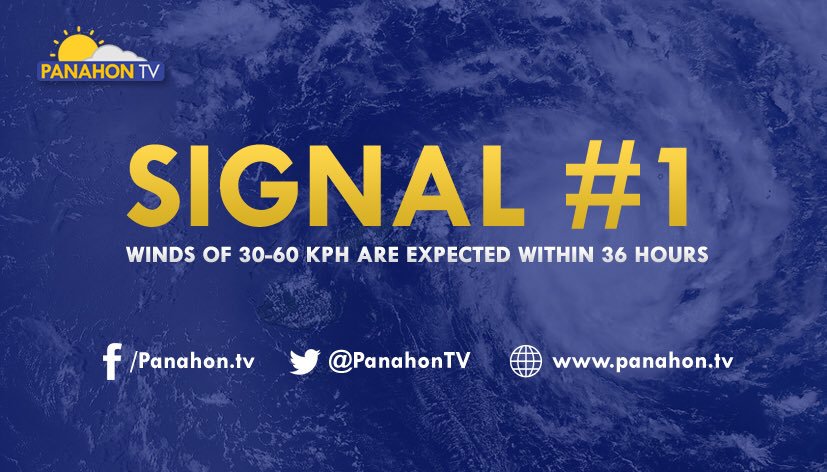 PANAHON TV
SIGNAL #1
WINDS OF 30-60 KPH ARE EXPECTED WITHIN 36 HOURS
f /Panahon.tv @PanahonTV www.panahon.tv